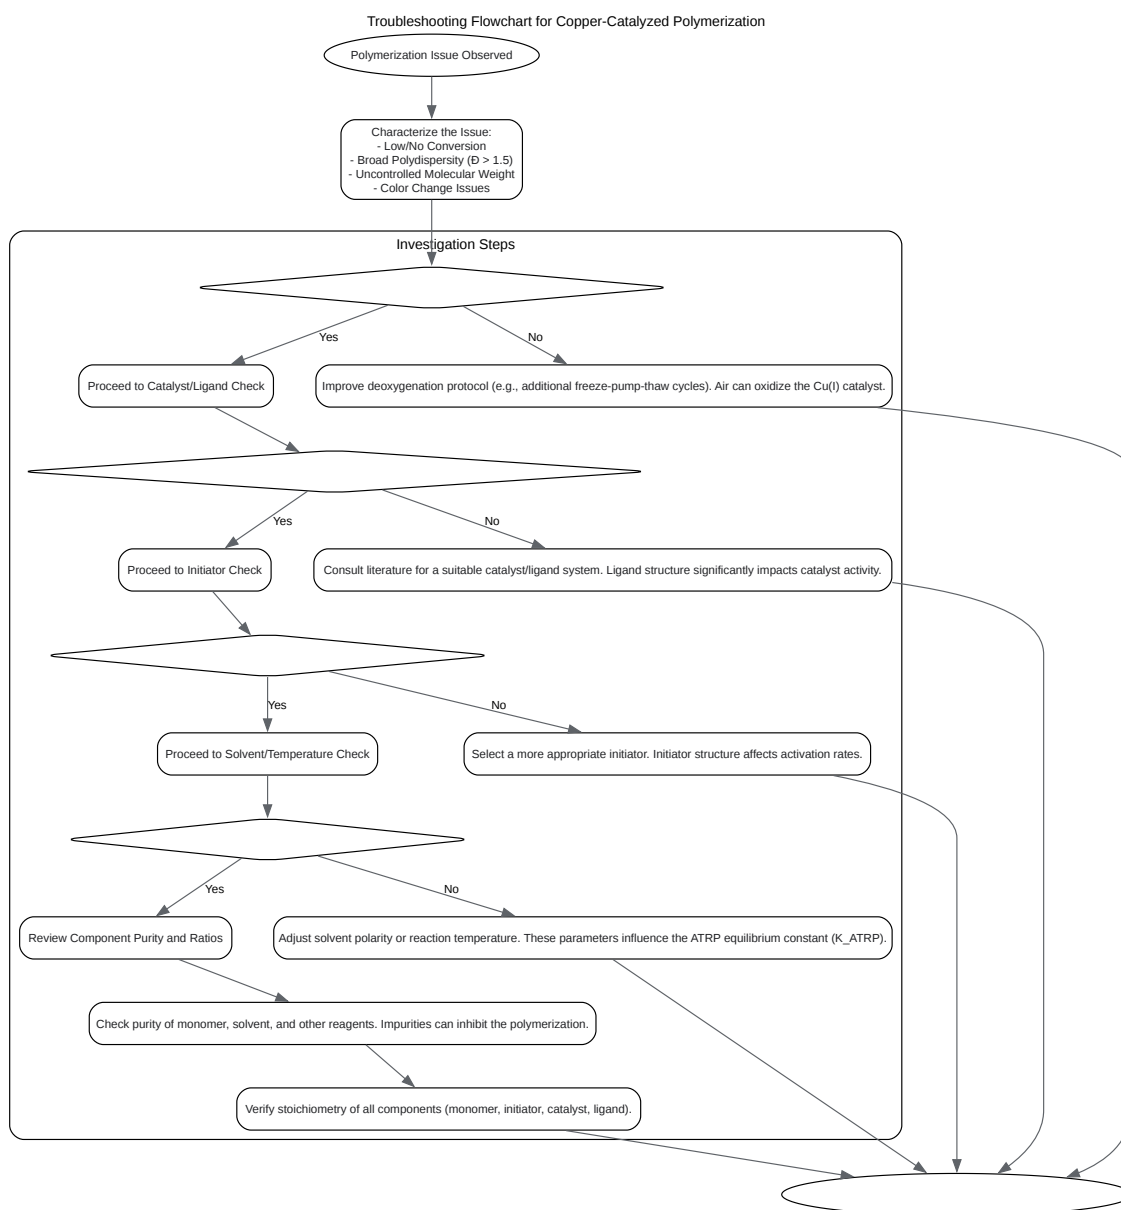 Troubleshooting Flowchart for Copper-Catalyzed Polymerization
Polymerization Issue Observed
Characterize the Issue:
- Low/No Conversion
- Broad Polydispersity (Đ > 1.5)
- Uncontrolled Molecular Weight
- Color Change Issues
Investigation Steps
Yes
No
Proceed to Catalyst/Ligand Check
Improve deoxygenation protocol (e.g., additional freeze-pump-thaw cycles). Air can oxidize the Cu(I) catalyst.
Yes
No
Proceed to Initiator Check
Consult literature for a suitable catalyst/ligand system. Ligand structure significantly impacts catalyst activity.
Yes
No
Proceed to Solvent/Temperature Check
Select a more appropriate initiator. Initiator structure affects activation rates.
Yes
No
Review Component Purity and Ratios
Adjust solvent polarity or reaction temperature. These parameters influence the ATRP equilibrium constant (K_ATRP).
Check purity of monomer, solvent, and other reagents. Impurities can inhibit the polymerization.
Verify stoichiometry of all components (monomer, initiator, catalyst, ligand).